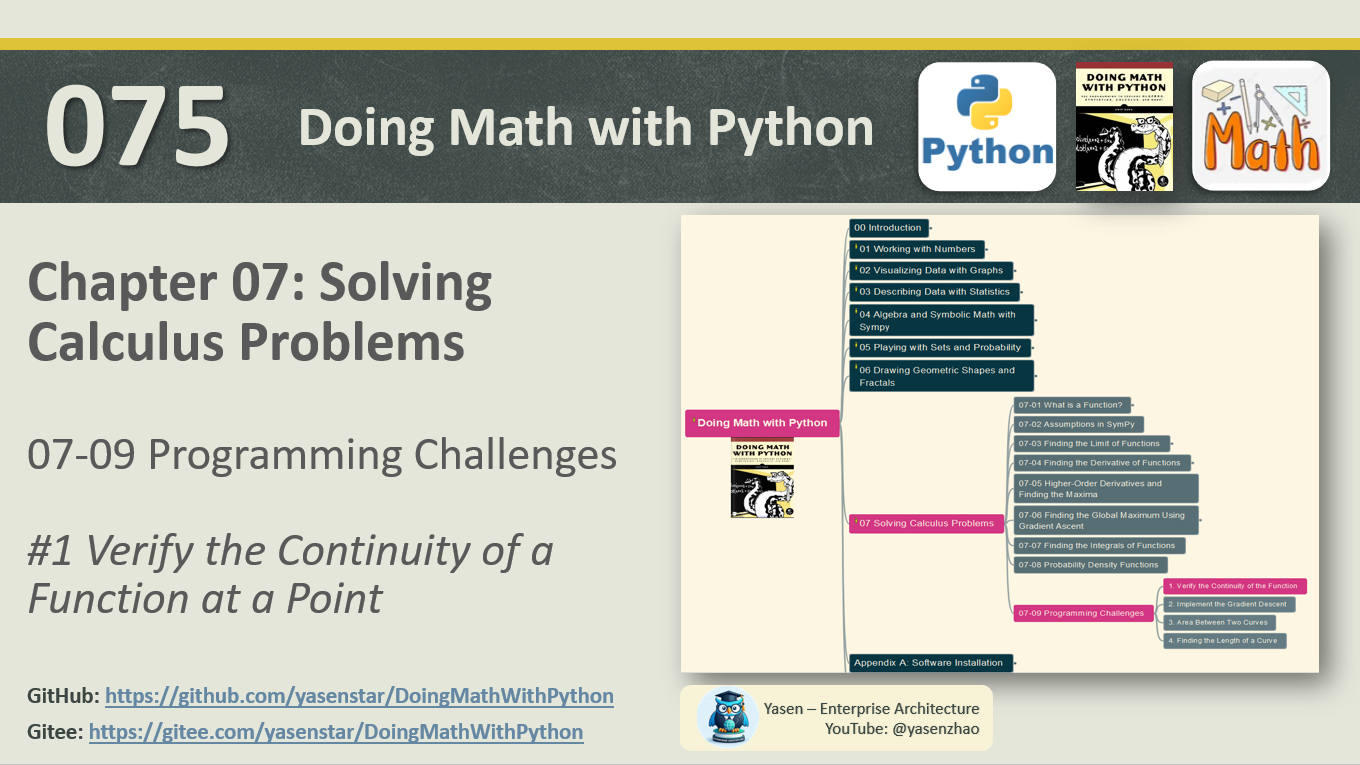 075
Doing Math with Python
Python
DOING MATH
WITH PYTHON
Math
Chapter 07: Solving
Calculus Problems
07-09 Programming Challenges
#1 Verify the Continuity of a
Function at a Point
GitHub: https://github.com/yasenstar/DoingMathWithPython
Gitee: https://gitee.com/yasenstar/DoingMathWithPython
Doing Math with Python
DOING MATH
WITH PYTHON
00 Introduction
01 Working with Numbers
02 Visualizing Data with Graphs
03 Describing Data with Statistics
04 Algebra and Symbolic Math with
Sympy
05 Playing with Sets and Probability
06 Drawing Geometric Shapes and
Fractals
07 Solving Calculus Problems
07-01 What is a Function?
07-02 Assumptions in SymPy
07-03 Finding the Limit of Functions
07-04 Finding the Derivative of Functions
07-05 Higher-Order Derivatives and
Finding the Maxima
07-06 Finding the Global Maximum Using
Gradient Ascent
07-07 Finding the Integrals of Functions
07-08 Probability Density Functions
07-09 Programming Challenges
1. Verify the Continuity of the Function
2. Implement the Gradient Descent
3. Area Between Two Curves
4. Finding the Length of a Curve
Appendix A: Software Installation
Yasen – Enterprise Architecture
YouTube: @yasenzhao